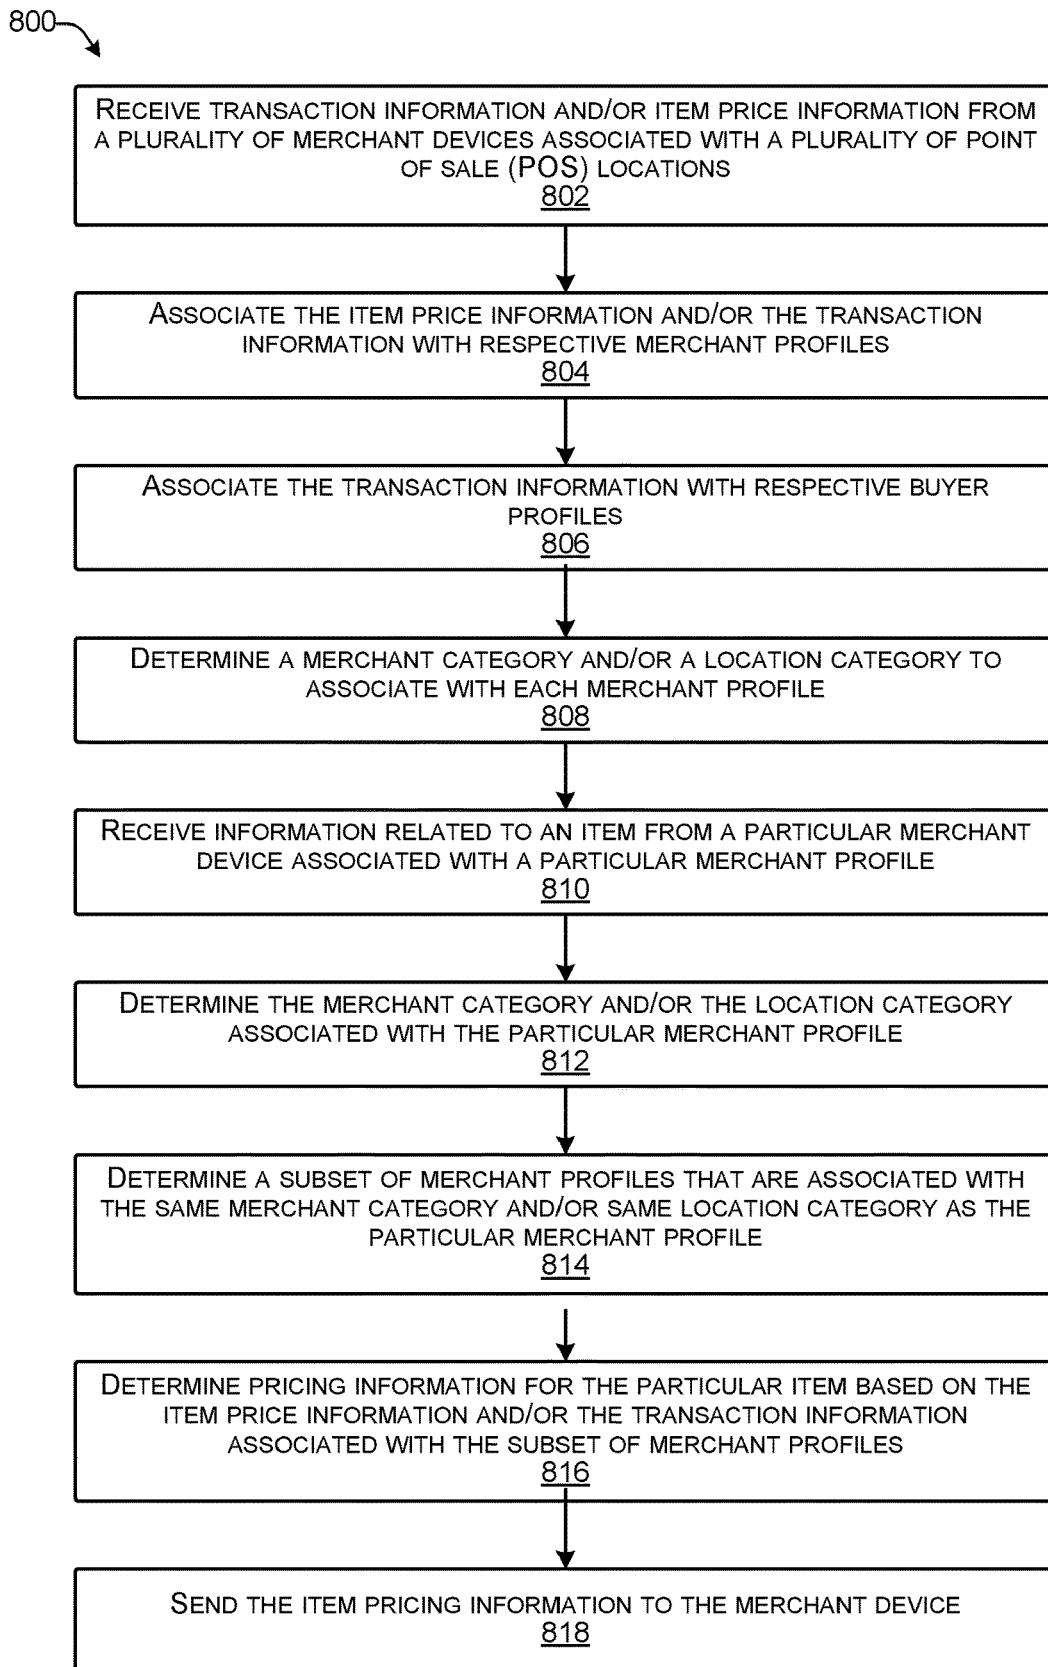 800
RECEIVE TRANSACTION INFORMATION AND/OR ITEM PRICE INFORMATION FROM
A PLURALITY OF MERCHANT DEVICES ASSOCIATED WITH A PLURALITY OF POINT
OF SALE (POS) LOCATIONS
802
ASSOCIATE THE ITEM PRICE INFORMATION AND/OR THE TRANSACTION
INFORMATION WITH RESPECTIVE MERCHANT PROFILES
804
ASSOCIATE THE TRANSACTION INFORMATION WITH RESPECTIVE BUYER
PROFILES
806
DETERMINE A MERCHANT CATEGORY AND/OR A LOCATION CATEGORY TO
ASSOCIATE WITH EACH MERCHANT PROFILE
808
RECEIVE INFORMATION RELATED TO AN ITEM FROM A PARTICULAR MERCHANT
DEVICE ASSOCIATED WITH A PARTICULAR MERCHANT PROFILE
810
DETERMINE THE MERCHANT CATEGORY AND/OR THE LOCATION CATEGORY
ASSOCIATED WITH THE PARTICULAR MERCHANT PROFILE
812
DETERMINE A SUBSET OF MERCHANT PROFILES THAT ARE ASSOCIATED WITH
THE SAME MERCHANT CATEGORY AND/OR SAME LOCATION CATEGORY AS THE
PARTICULAR MERCHANT PROFILE
814
DETERMINE PRICING INFORMATION FOR THE PARTICULAR ITEM BASED ON THE
ITEM PRICE INFORMATION AND/OR THE TRANSACTION INFORMATION
ASSOCIATED WITH THE SUBSET OF MERCHANT PROFILES
816
SEND THE ITEM PRICING INFORMATION TO THE MERCHANT DEVICE
818